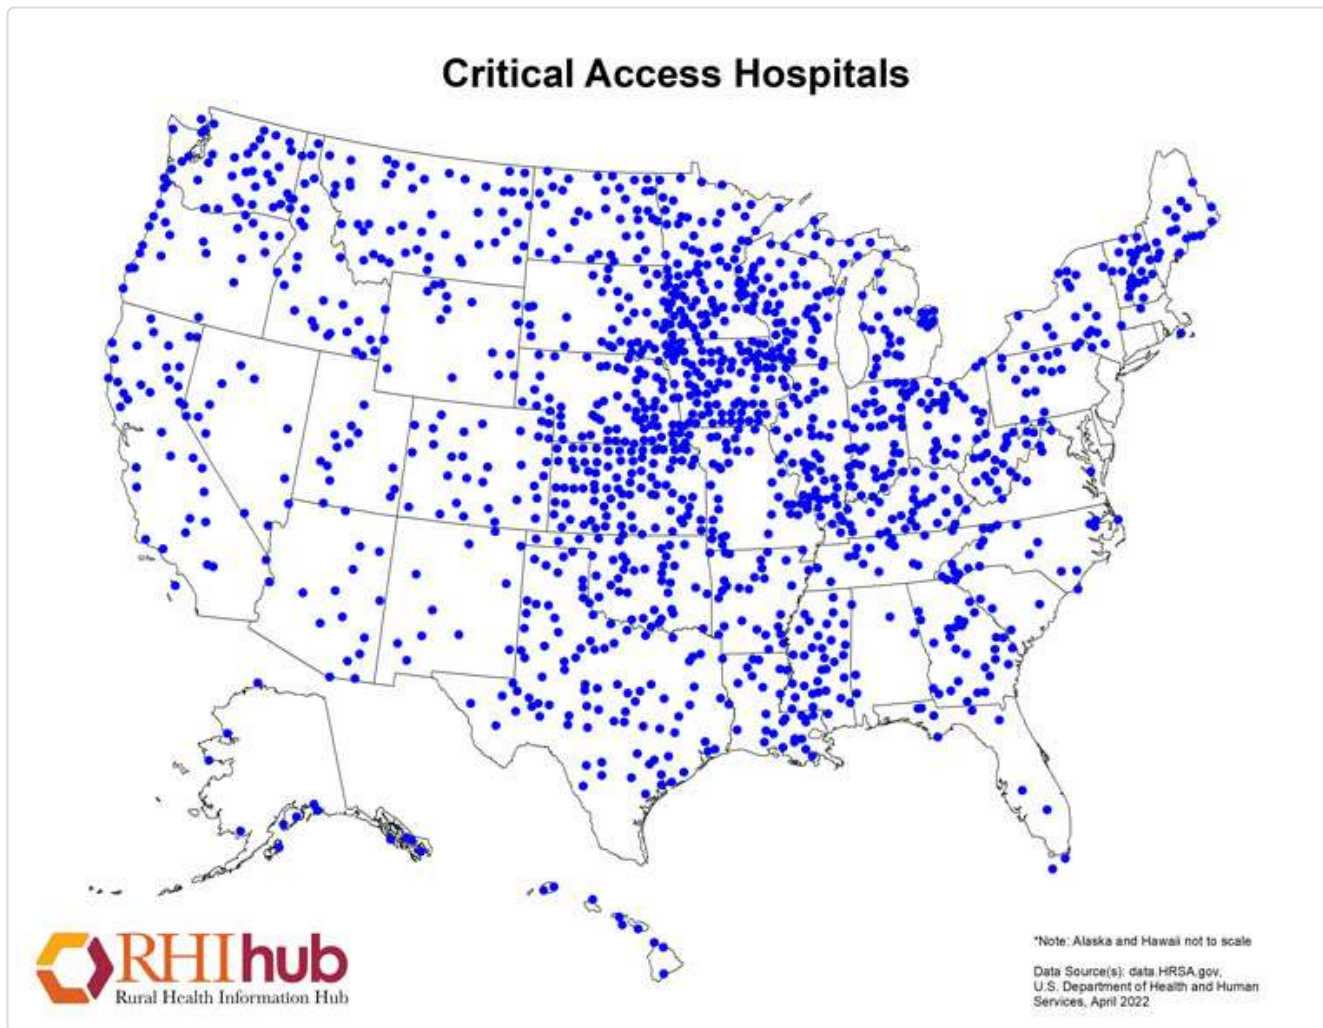 Critical Access Hospitals
RHIhub
Rural Health Information Hub
*Note: Alaska and Hawaii not to scale
Data Source(s): data.HRSA.gov,
U.S. Department of Health and Human
Services, April 2022